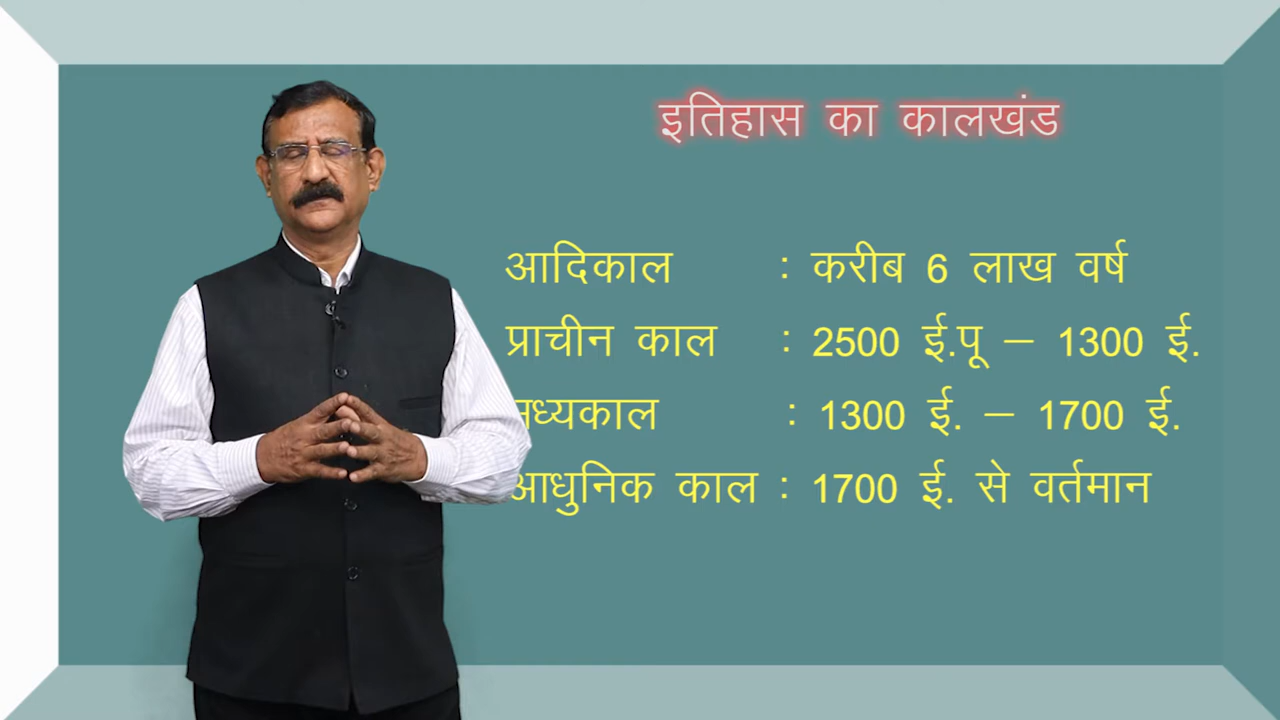 इतिहास का कालखंड
आदिकाल : करीब 6 लाख वर्ष
प्राचीन काल : 2500 ई.पू – 1300 ई.
मध्यकाल : 1300 ई. – 1700 ई.
आधुनिक काल : 1700 ई. से वर्तमान